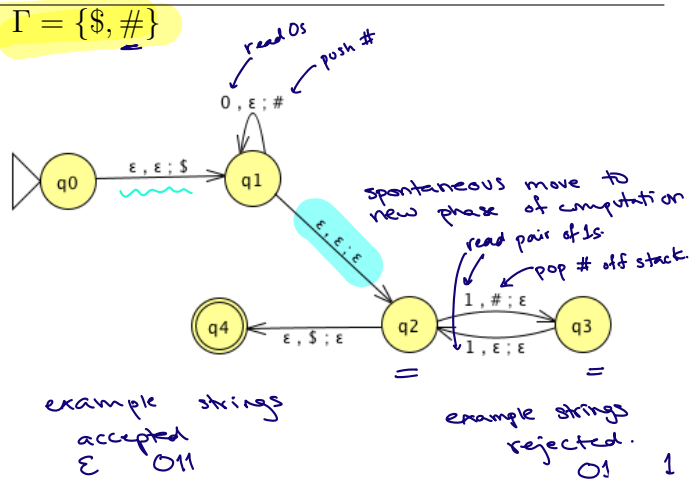 Γ = {$, #}
read 0s
push #
0 , ε ; #
ε , ε ; $
q0
q1
spontaneous move to
new phase of computation
ε , ε ; ε
read pair of 1s.
pop # off stack.
1 , # ; ε
q4
ε , $ ; ε
q2
q3
1 , ε ; ε
example strings
accepted
ε 011
example strings
rejected.
01 1